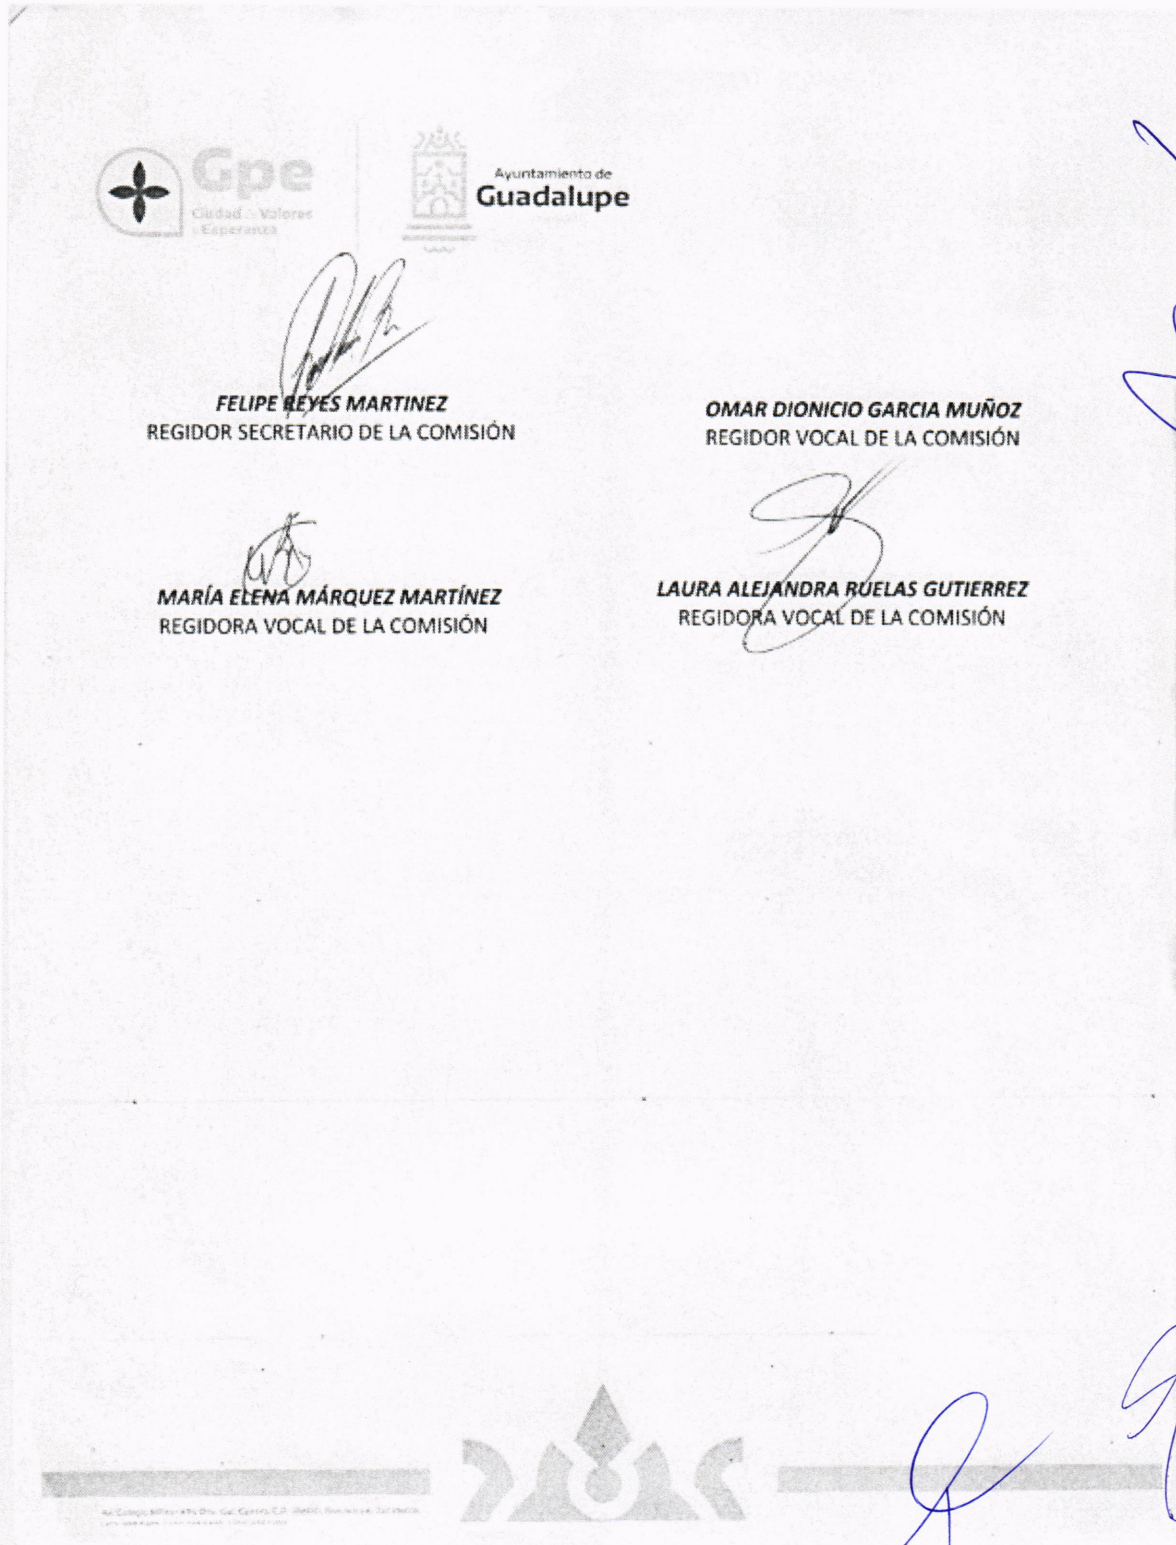 Gpe
Ciudad de Valores
y Esperanza
Ayuntamiento de
Guadalupe
FELIPE REYES MARTINEZ
REGIDOR SECRETARIO DE LA COMISIÓN
OMAR DIONICIO GARCIA MUÑOZ
REGIDOR VOCAL DE LA COMISIÓN
MARÍA ELENA MÁRQUEZ MARTÍNEZ
REGIDORA VOCAL DE LA COMISIÓN
LAURA ALEJANDRA RUELAS GUTIERREZ
REGIDORA VOCAL DE LA COMISIÓN